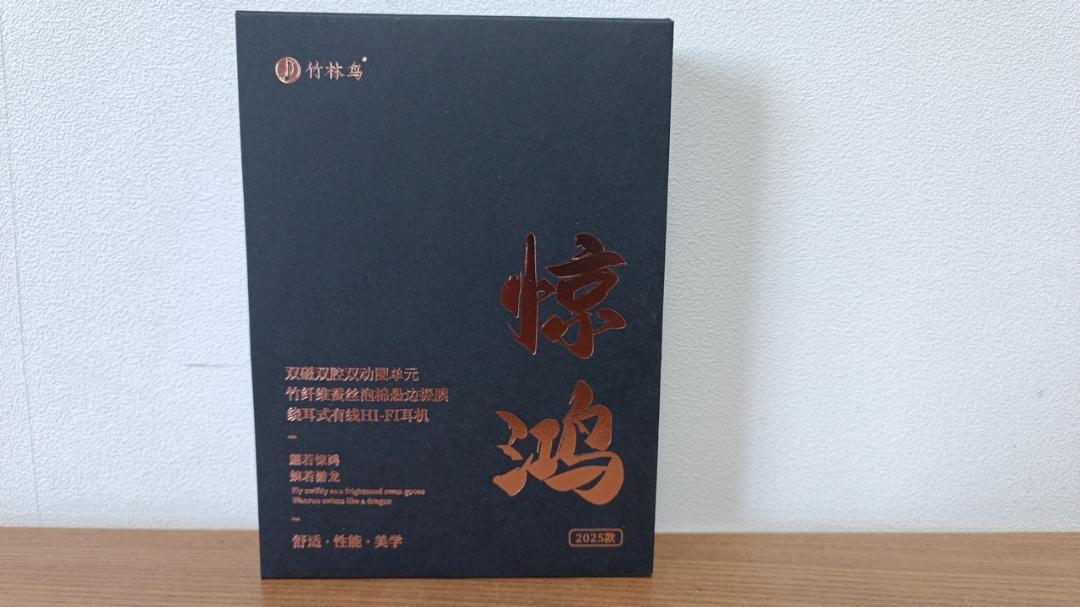 竹林鸟
惊鸿
双磁双腔双动圈单元
竹纤维蚕丝泡棉悬边振膜
绕耳式有线HI-FI耳机
翩若惊鸿
婉若游龙
Fly swiftly as a frightened swan goose
Wanruo swims like a dragon
舒适·性能·美学
2025款